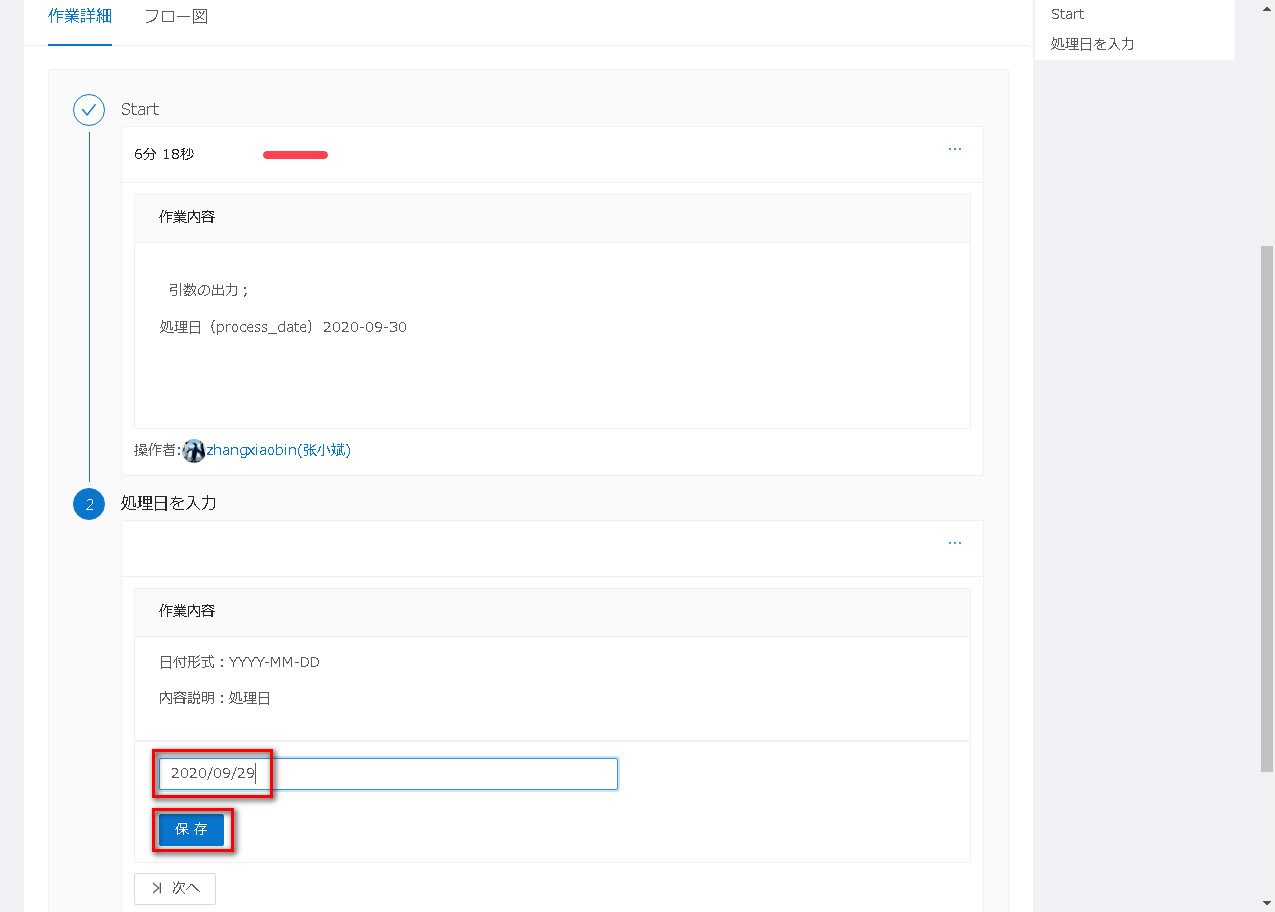 作業詳細 フロー図
Start
処理日を入力
Start
6分 18秒
···
作業内容
引数の出力；
処理日（process_date）2020-09-30
操作者:zhangxiaobin(张小斌)
2 処理日を入力
···
作業内容
日付形式：YYYY-MM-DD
内容説明：処理日
2020/09/29
保 存
次へ